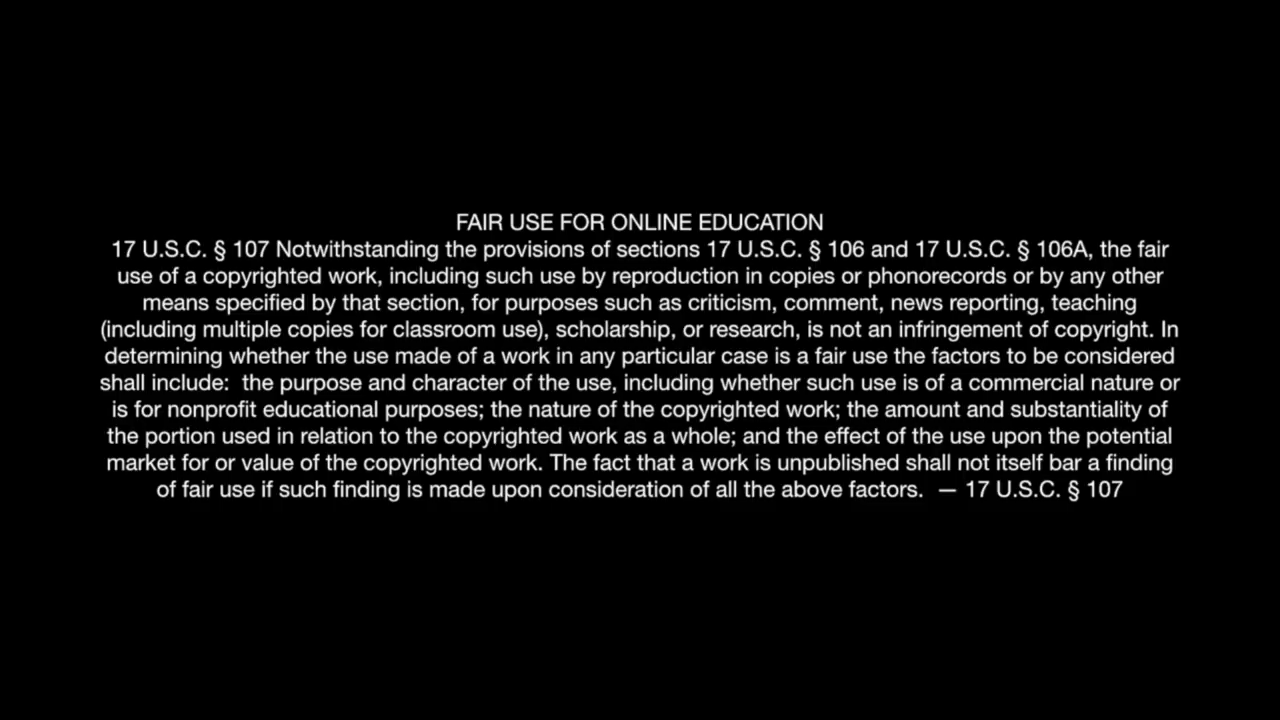 FAIR USE FOR ONLINE EDUCATION
17 U.S.C. § 107 Notwithstanding the provisions of sections 17 U.S.C. § 106 and 17 U.S.C. § 106A, the fair
use of a copyrighted work, including such use by reproduction in copies or phonorecords or by any other
means specified by that section, for purposes such as criticism, comment, news reporting, teaching
(including multiple copies for classroom use), scholarship, or research, is not an infringement of copyright. In
determining whether the use made of a work in any particular case is a fair use the factors to be considered
shall include:  the purpose and character of the use, including whether such use is of a commercial nature or
is for nonprofit educational purposes; the nature of the copyrighted work; the amount and substantiality of
the portion used in relation to the copyrighted work as a whole; and the effect of the use upon the potential
market for or value of the copyrighted work. The fact that a work is unpublished shall not itself bar a finding
of fair use if such finding is made upon consideration of all the above factors.  — 17 U.S.C. § 107